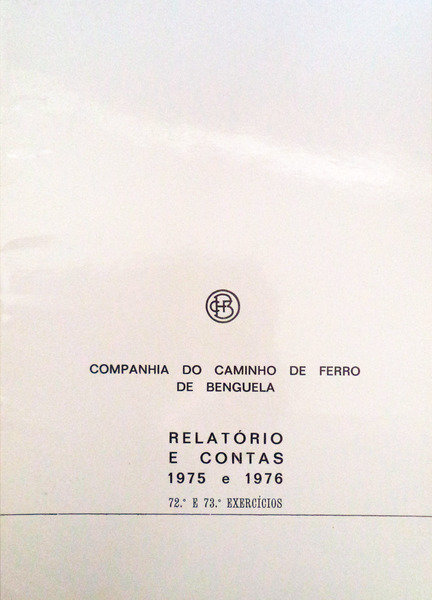 COMPANHIA DO CAMINHO DE FERRO
DE BENGUELA
RELATÓRIO
E CONTAS
1975 e 1976
72.° E 73.° EXERCÍCIOS